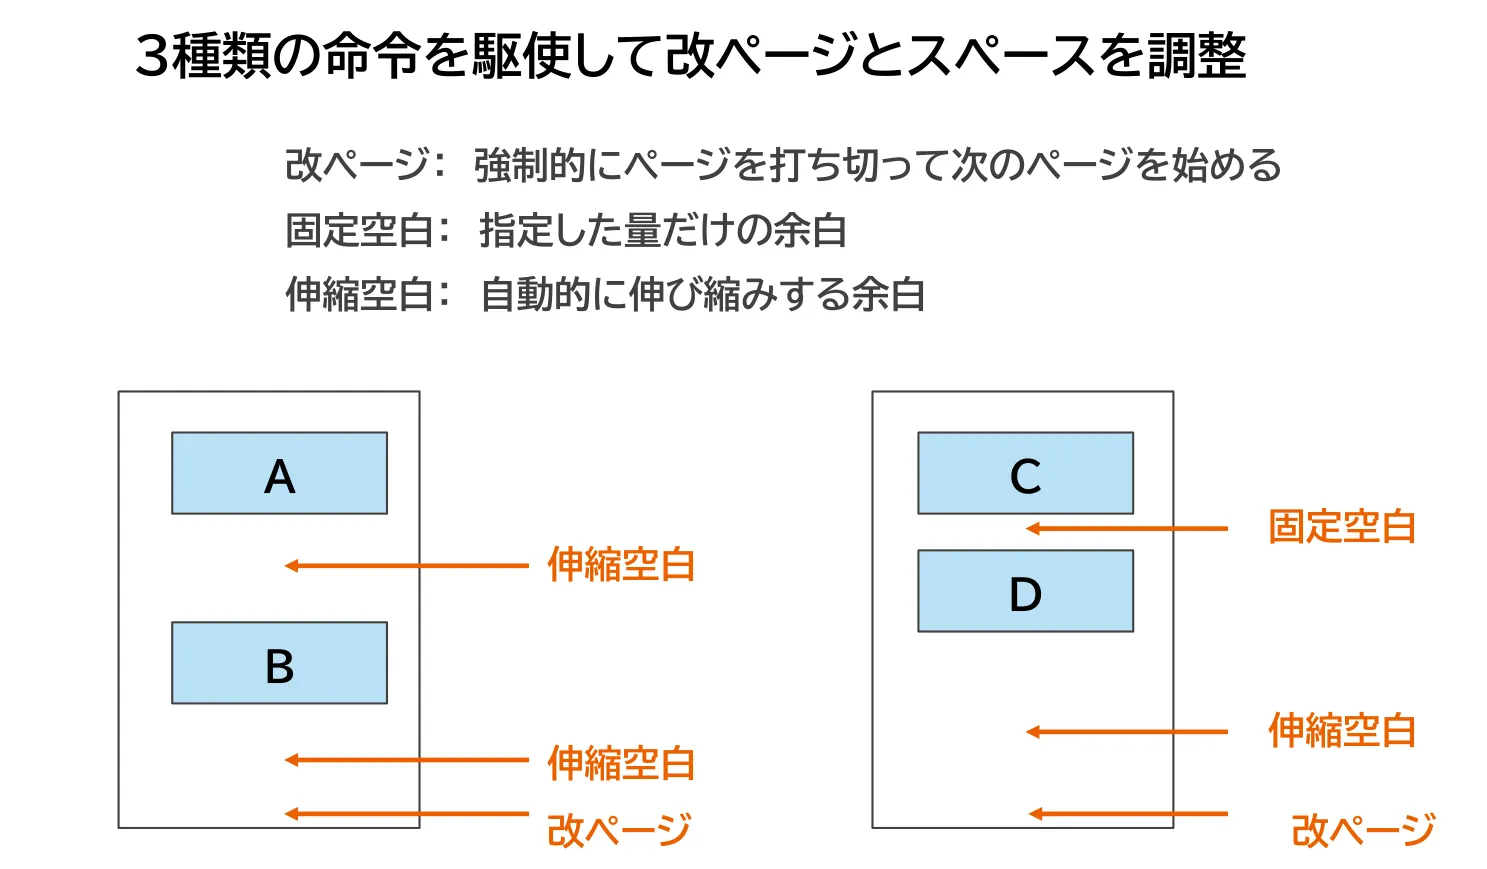 3種類の命令を駆使して改ページとスペースを調整
改ページ： 強制的にページを打ち切って次のページを始める
固定空白： 指定した量だけの余白
伸縮空白： 自動的に伸び縮みする余白
A
伸縮空白
B
伸縮空白
改ページ
C
固定空白
D
伸縮空白
改ページ